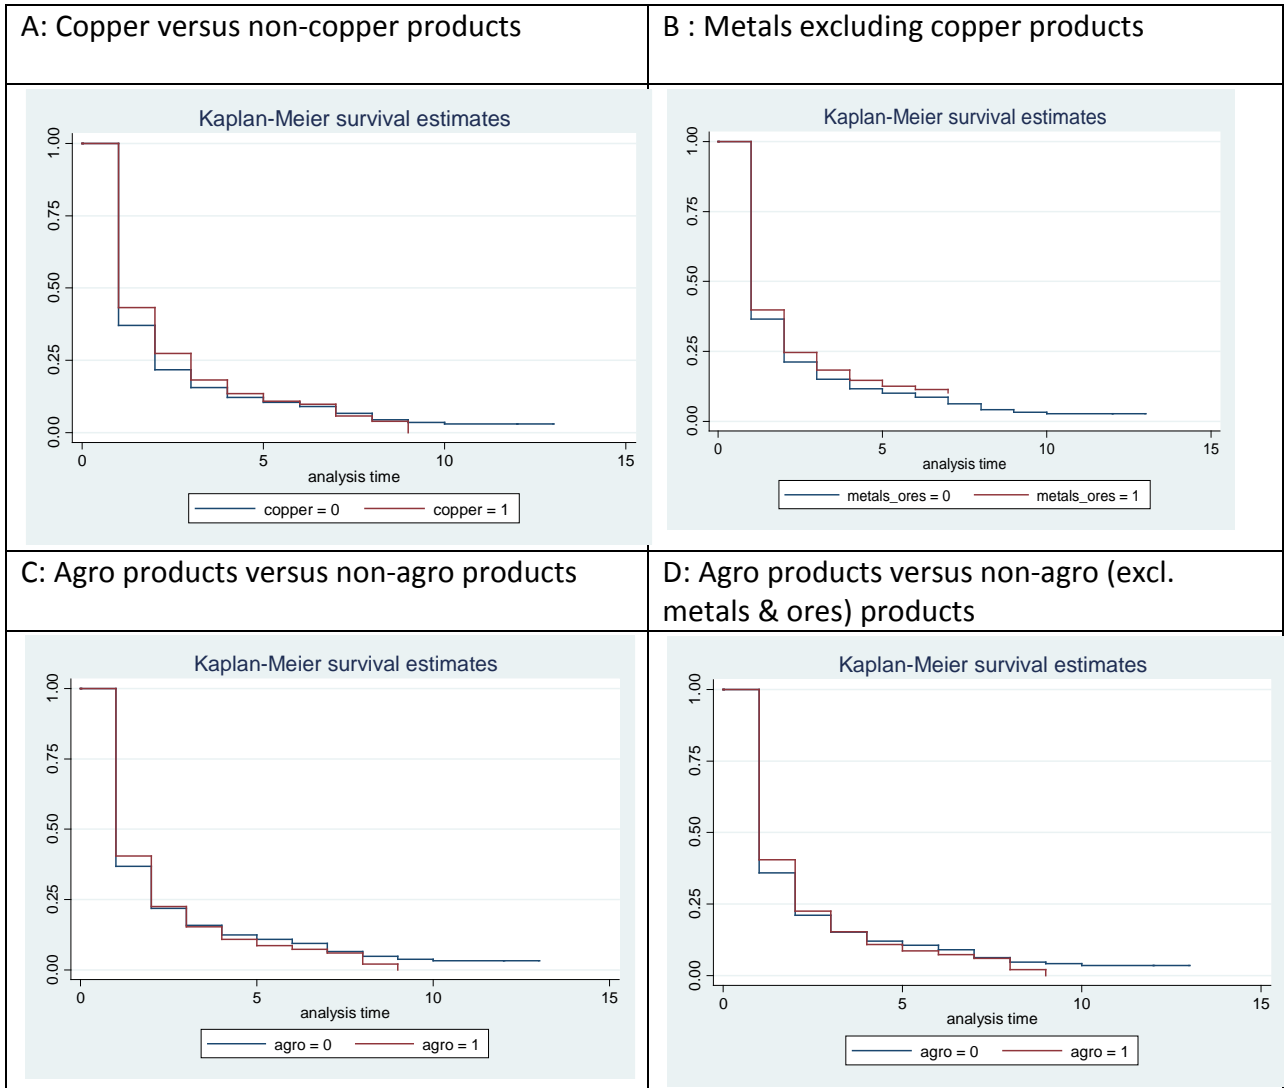 A: Copper versus non-copper products
B : Metals excluding copper products
Kaplan-Meier survival estimates
1.00
0.75
0.50
0.25
0.00
0 5 10 15
analysis time
copper = 0 copper = 1
Kaplan-Meier survival estimates
1.00
0.75
0.50
0.25
0.00
0 5 10 15
analysis time
metals_ores = 0 metals_ores = 1
C: Agro products versus non-agro products
D: Agro products versus non-agro (excl.
metals & ores) products
Kaplan-Meier survival estimates
1.00
0.75
0.50
0.25
0.00
0 5 10 15
analysis time
agro = 0 agro = 1
Kaplan-Meier survival estimates
1.00
0.75
0.50
0.25
0.00
0 5 10 15
analysis time
agro = 0 agro = 1